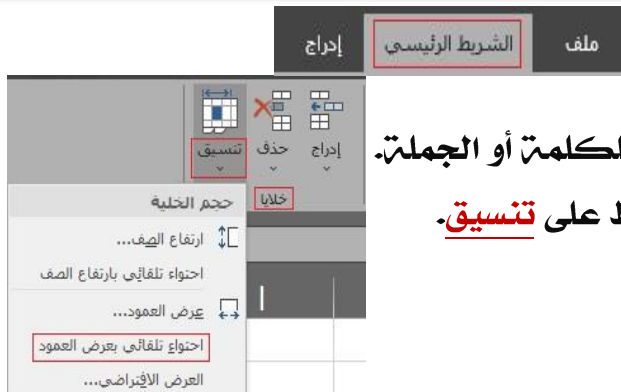 ملف الشريط الرئيسي إدراج
للكلمة أو الجملة.
على تنسيق.
إدراج حذف تنسيق
خلايا
حجم الخلية
ارتفاع الصف...
احتواء تلقائي بارتفاع الصف
عرض العمود...
احتواء تلقائي بعرض العمود
العرض الافتراضي...